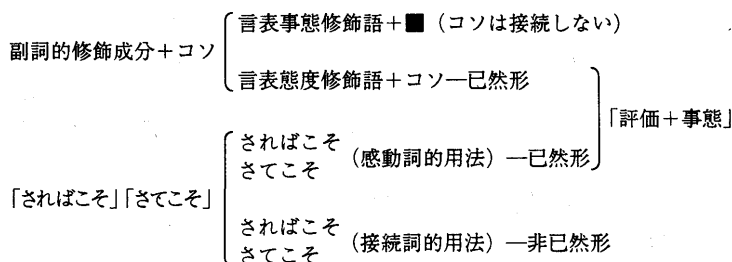 言表事態修飾語+■(コソは接続しない)
副詞的修飾成分+コソ
言表態度修飾語+コソ―已然形
「評価+事態」
さればこそ
さてこそ
(感動詞的用法)―已然形
「さればこそ」「さてこそ」
さればこそ
さてこそ
(接続詞的用法)―非已然形